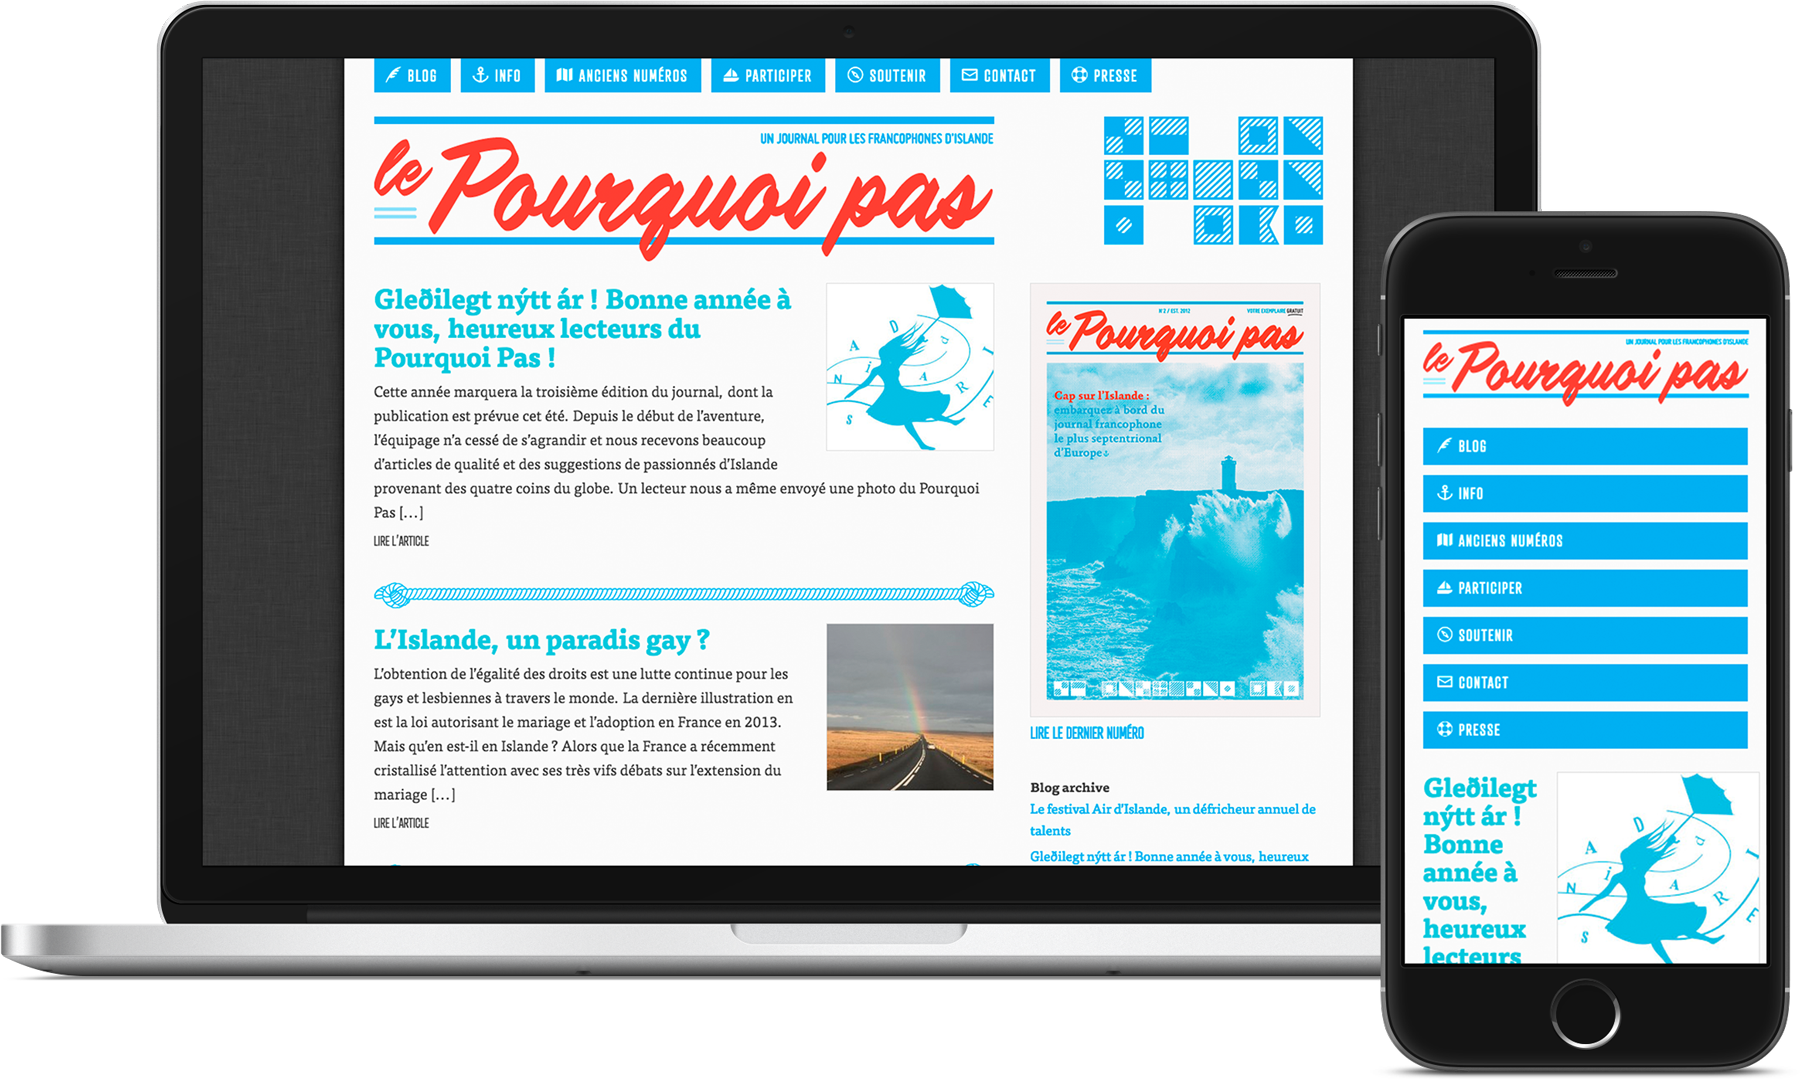 BLOG
INFO
ANCIENS NUMÉROS
PARTICIPER
SOUTENIR
CONTACT
PRESSE
UN JOURNAL POUR LES FRANCOPHONES D'ISLANDE
le Pourquoi pas
Gleðilegt nýtt ár ! Bonne année à
vous, heureux lecteurs du
Pourquoi Pas !
Cette année marquera la troisième édition du journal, dont la
publication est prévue cet été. Depuis le début de l’aventure,
l’équipage n’a cessé de s’agrandir et nous recevons beaucoup
d’articles de qualité et des suggestions de passionnés d’Islande
provenant des quatre coins du globe. Un lecteur nous a même envoyé une photo du Pourquoi
Pas […]
LIRE L’ARTICLE
L’Islande, un paradis gay ?
L’obtention de l’égalité des droits est une lutte continue pour les
gays et lesbiennes à travers le monde. La dernière illustration en
est la loi autorisant le mariage et l’adoption en France en 2013.
Mais qu’en est-il en Islande ? Alors que la France a récemment
cristallisé l’attention avec ses très vifs débats sur l’extension du
mariage […]
LIRE L’ARTICLE
N°2 / EST. 2012
VOTRE EXEMPLAIRE GRATUIT
le Pourquoi pas
Cap sur l’Islande :
embarquez à bord du
journal francophone
le plus septentrional
d’Europe
LIRE LE DERNIER NUMÉRO
Blog archive
Le festival Air d’Islande, un défricheur annuel de
talents
Gleðilegt nýtt ár ! Bonne année à vous, heureux
UN JOURNAL POUR LES FRANCOPHONES D'ISLANDE
le Pourquoi pas
BLOG
INFO
ANCIENS NUMÉROS
PARTICIPER
SOUTENIR
CONTACT
PRESSE
Gleðilegt
nýtt ár !
Bonne
année à
vous,
heureux
lecteurs